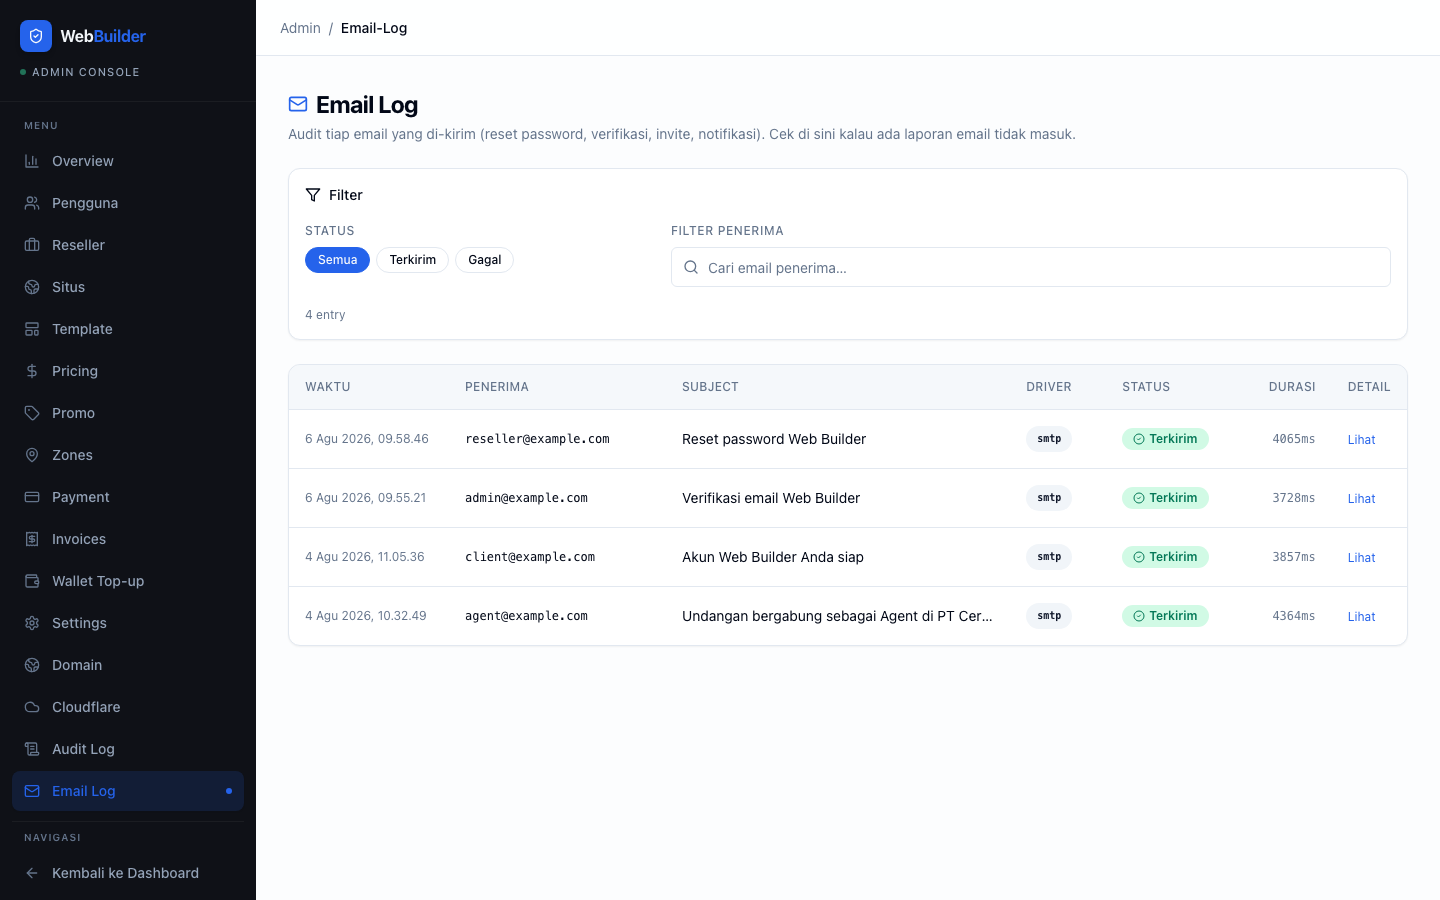 WebBuilder
ADMIN CONSOLE
MENU
Overview
Pengguna
Reseller
Situs
Template
Pricing
Promo
Zones
Payment
Invoices
Wallet Top-up
Settings
Domain
Cloudflare
Audit Log
Email Log
NAVIGASI
Kembali ke Dashboard
Admin / Email-Log
Email Log
Audit tiap email yang di-kirim (reset password, verifikasi, invite, notifikasi). Cek di sini kalau ada laporan email tidak masuk.
Filter
STATUS
Semua Terkirim Gagal
FILTER PENERIMA
Cari email penerima...
4 entry
WAKTU PENERIMA SUBJECT DRIVER STATUS DURASI DETAIL
6 Agu 2026, 09.58.46 reseller@example.com Reset password Web Builder smtp Terkirim 4065ms Lihat
6 Agu 2026, 09.55.21 admin@example.com Verifikasi email Web Builder smtp Terkirim 3728ms Lihat
4 Agu 2026, 11.05.36 client@example.com Akun Web Builder Anda siap smtp Terkirim 3857ms Lihat
4 Agu 2026, 10.32.49 agent@example.com Undangan bergabung sebagai Agent di PT Cer... smtp Terkirim 4364ms Lihat